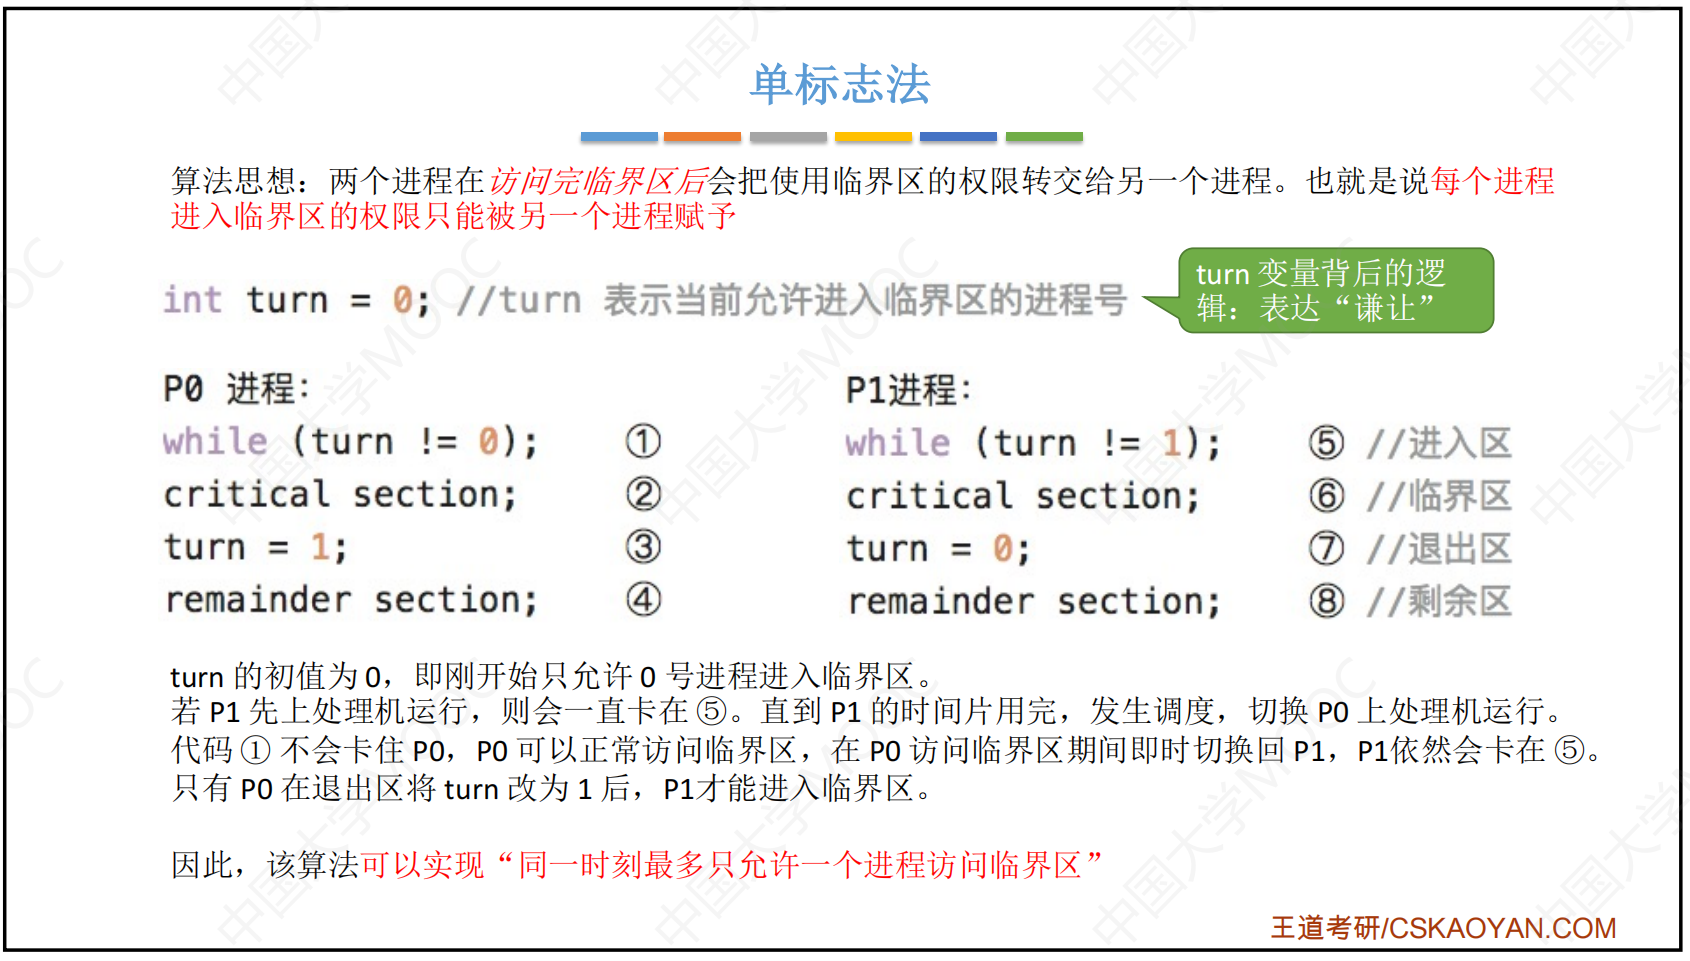 单标志法
算法思想：两个进程在访问完临界区后会把使用临界区的权限转交给另一个进程。也就是说每个进程
进入临界区的权限只能被另一个进程赋予
int turn = 0; //turn 表示当前允许进入临界区的进程号
turn 变量背后的逻
辑：表达“谦让”
P0 进程：
while (turn != 0); ①
critical section; ②
turn = 1; ③
remainder section; ④
P1进程：
while (turn != 1); ⑤ //进入区
critical section; ⑥ //临界区
turn = 0; ⑦ //退出区
remainder section; ⑧ //剩余区
turn 的初值为 0，即刚开始只允许 0 号进程进入临界区。
若 P1 先上处理机运行，则会一直卡在 ⑤。直到 P1 的时间片用完，发生调度，切换 P0 上处理机运行。
代码 ① 不会卡住 P0，P0 可以正常访问临界区，在 P0 访问临界区期间即时切换回 P1，P1依然会卡在 ⑤。
只有 P0 在退出区将 turn 改为 1 后，P1才能进入临界区。
因此，该算法可以实现“同一时刻最多只允许一个进程访问临界区”
王道考研/CSKAOYAN.COM
中国大学MOOC